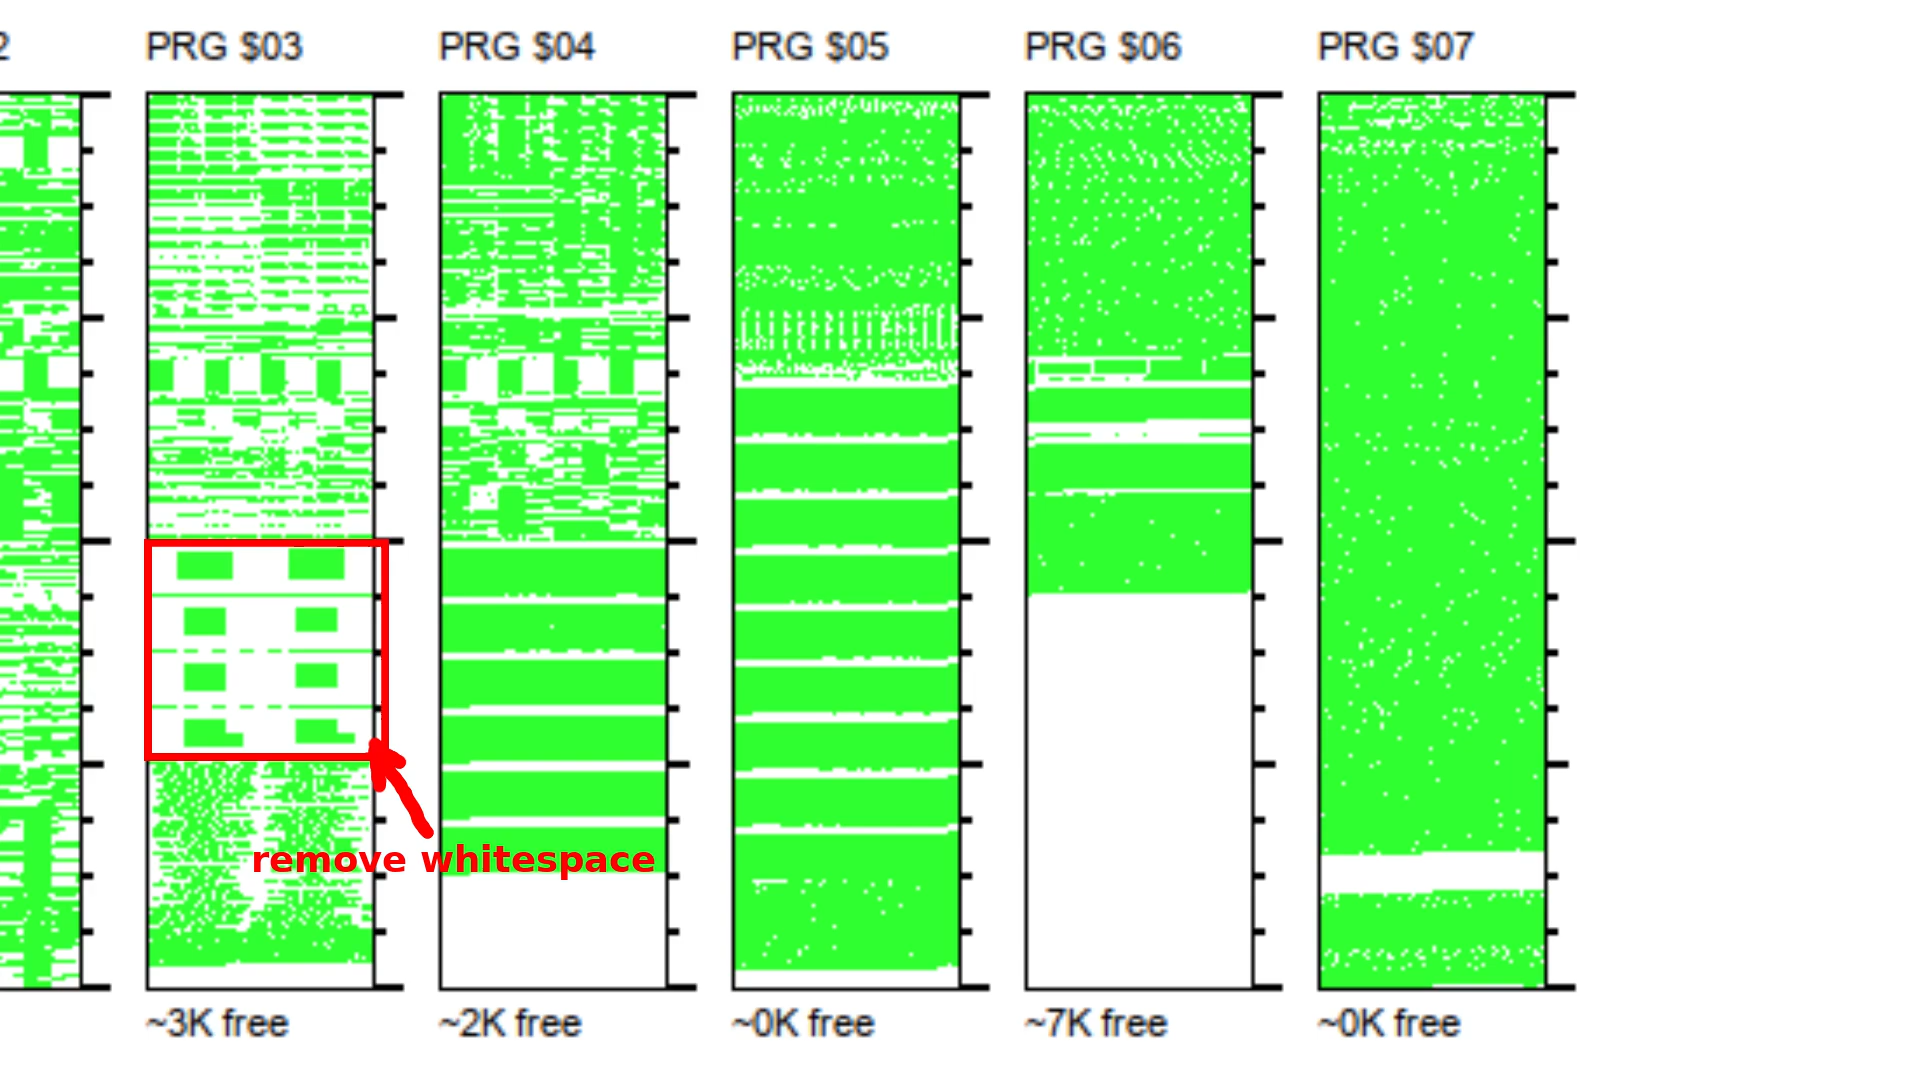 2 PRG $03 PRG $04 PRG $05 PRG $06 PRG $07
remove whitespace
~3K free ~2K free ~0K free ~7K free ~0K free